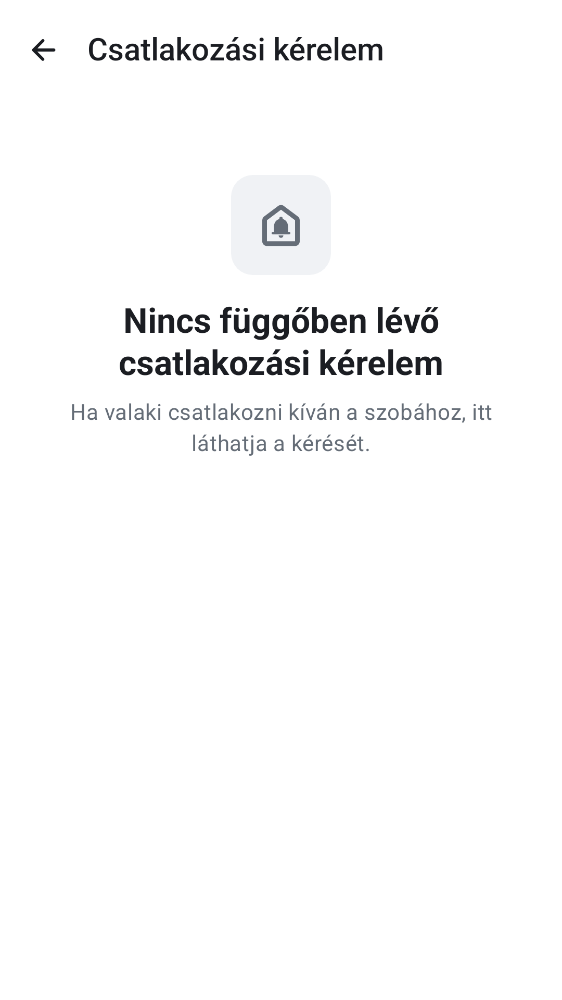 Csatlakozási kérelem
Nincs függőben lévő
csatlakozási kérelem
Ha valaki csatlakozni kíván a szobához, itt
láthatja a kérését.